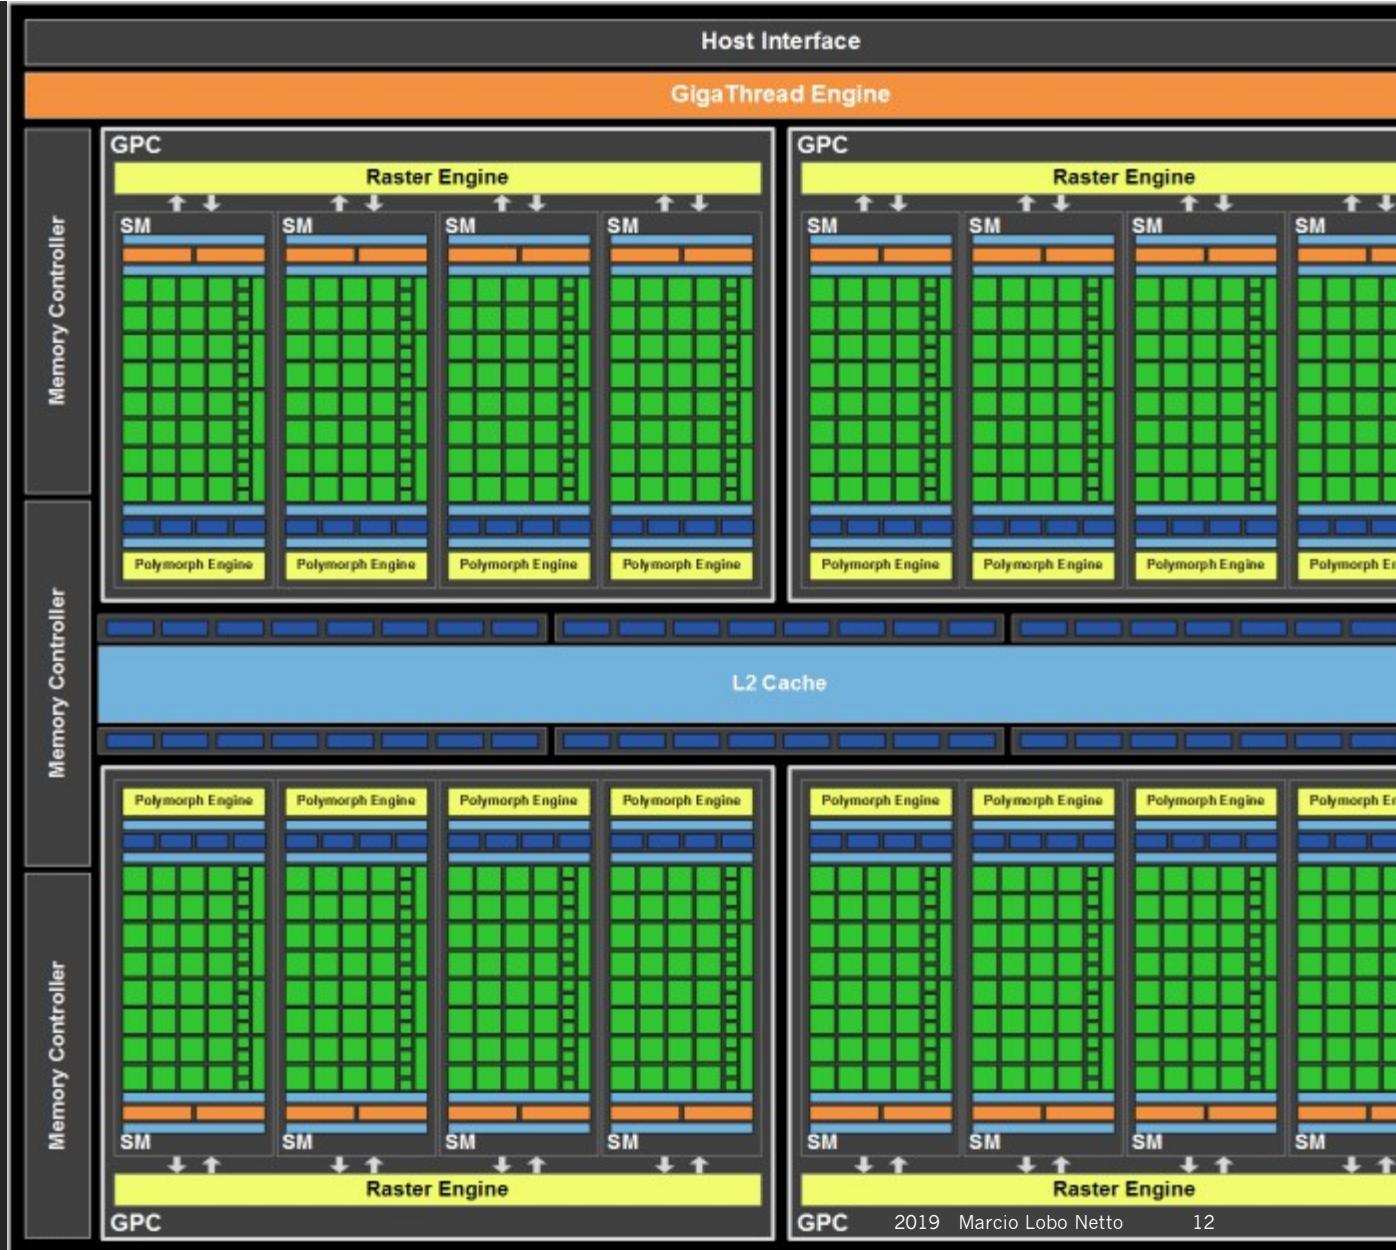 Host Interface
GigaThread Engine
GPC
Raster Engine
SM SM SM SM
Polymorph Engine Polymorph Engine Polymorph Engine Polymorph Engine
GPC
Raster Engine
SM SM SM SM
Polymorph Engine Polymorph Engine Polymorph Engine Polymorph
Memory Controller
Memory Controller
Memory Controller
L2 Cache
Polymorph Engine Polymorph Engine Polymorph Engine Polymorph Engine
SM SM SM SM
Raster Engine
GPC
Polymorph Engine Polymorph Engine Polymorph Engine Polymorph
SM SM SM SM
Raster Engine
GPC
2019 Marcio Lobo Netto 12